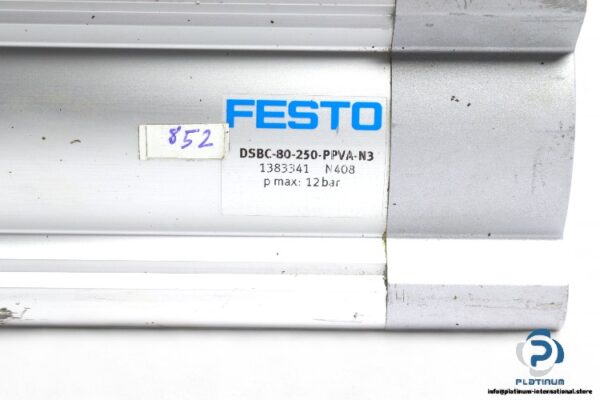 FESTO
852
DSBC-80-250-PPVA-N3
1383341 N408
p max: 12 bar
PLATINUM
info@platinum-international.store